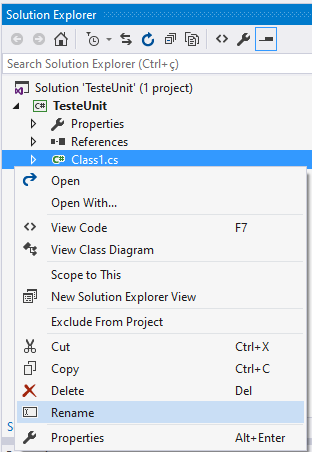 Solution Explorer
Search Solution Explorer (Ctrl+ç)
Solution 'TesteUnit' (1 project)
C# TesteUnit
Properties
References
C# Class1.cs
Open
Open With...
View Code F7
View Class Diagram
Scope to This
New Solution Explorer View
Exclude From Project
Cut Ctrl+X
Copy Ctrl+C
Delete Del
Rename
Properties Alt+Enter